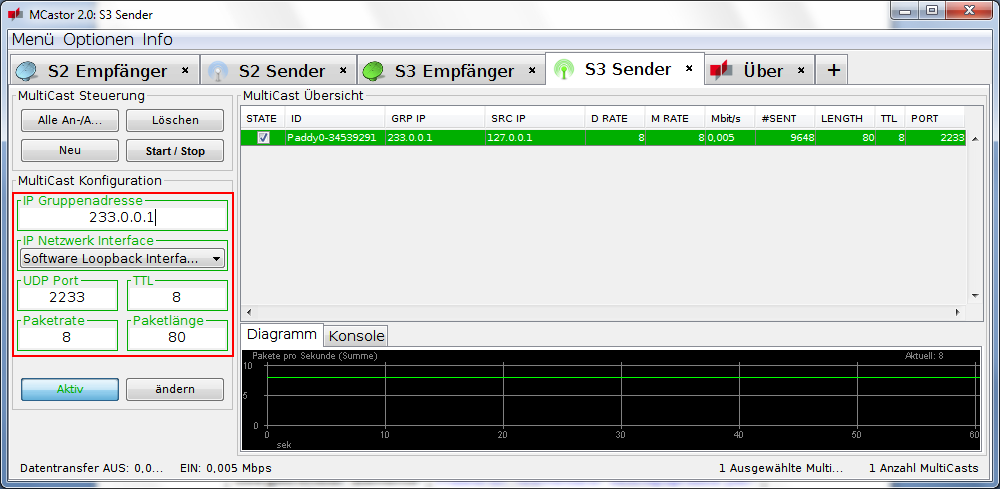 MCastor 2.0: S3 Sender
Menü Optionen Info
S2 Empfänger × S2 Sender × S3 Empfänger × S3 Sender × Über × +
MultiCast Steuerung
Alle An-/A... Löschen
Neu Start / Stop
MultiCast Konfiguration
IP Gruppenadresse
233.0.0.1
IP Netzwerk Interface
Software Loopback Interfa...
UDP Port TTL
2233 8
Paketrate Paketlänge
8 80
Aktiv ändern
MultiCast Übersicht
STATE ID GRP IP SRC IP D RATE M RATE Mbit/s #SENT LENGTH TTL PORT
Paddy0-34539291 233.0.0.1 127.0.0.1 8 8 0,005 9648 80 8 2233
Diagramm Konsole
Pakete pro Sekunde (Summe) Aktuell: 8
10
5
0
0 10 20 30 40 50 60
sek
Datentransfer AUS: 0,0... EIN: 0,005 Mbps 1 Ausgewählte Multi... 1 Anzahl MultiCasts